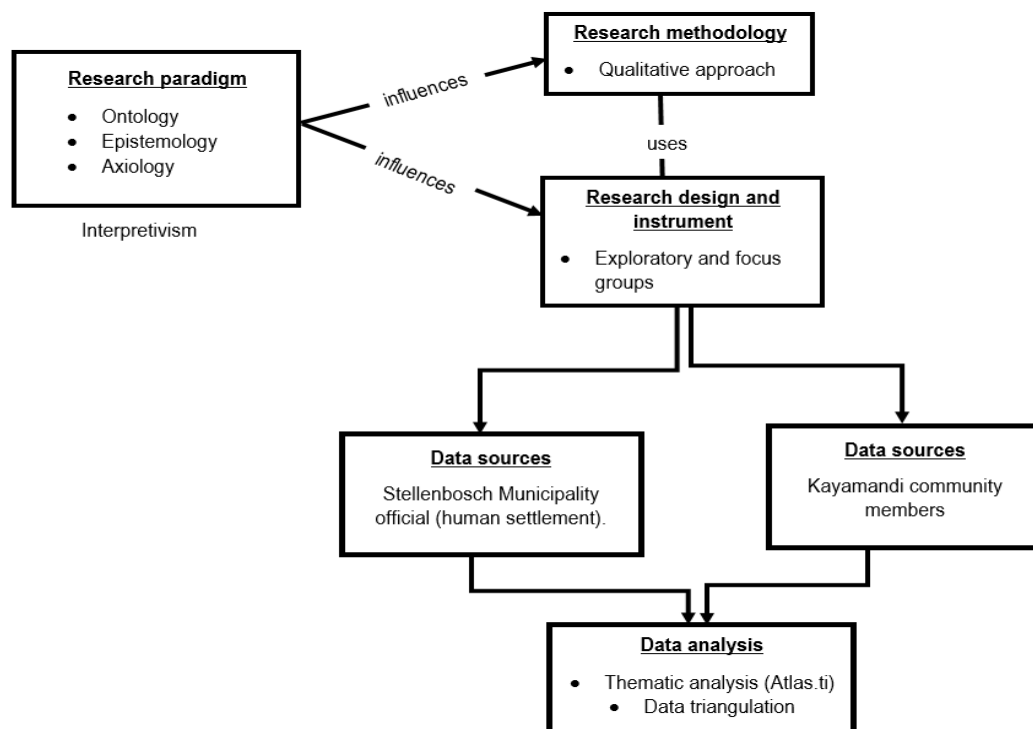 Research paradigm
• Ontology
• Epistemology
• Axiology
Interpretivism
influences
influences
Research methodology
• Qualitative approach
uses
Research design and
instrument
• Exploratory and focus
groups
Data sources
Stellenbosch Municipality
official (human settlement).
Data sources
Kayamandi community
members
Data analysis
• Thematic analysis (Atlas.ti)
• Data triangulation